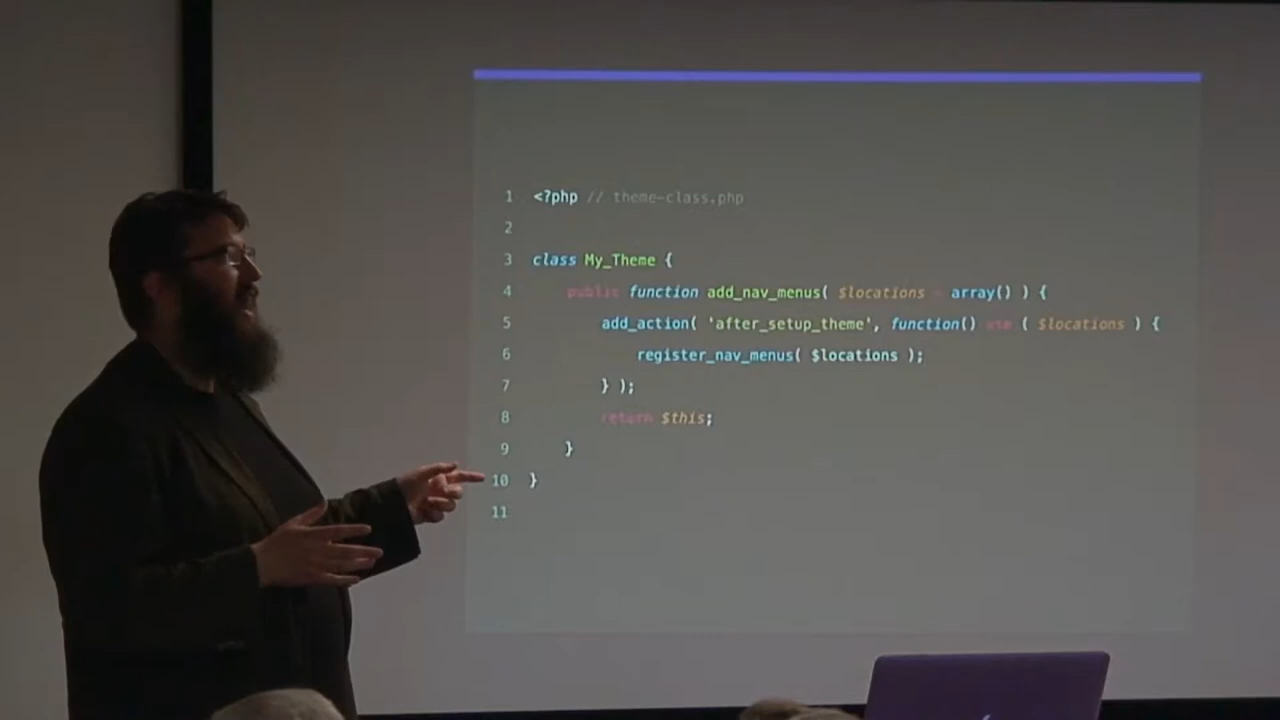 1 <?php // theme-class.php
2
3 class My_Theme {
4 public function add_nav_menus( $locations = array() ) {
5 add_action( 'after_setup_theme', function() use ( $locations ) {
6 register_nav_menus( $locations );
7 } );
8 return $this;
9 }
10 }
11